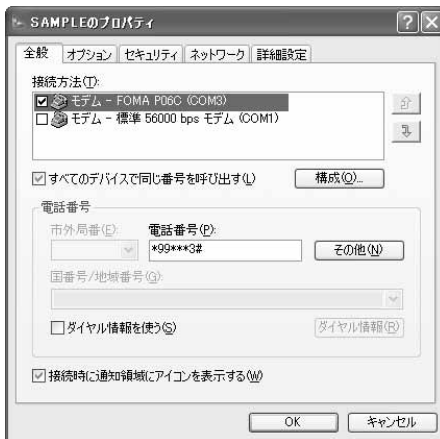 SAMPLEのプロパティ
全般 オプション セキュリティ ネットワーク 詳細設定
接続方法(T):
モデム - FOMA P06C (COM3)
モデム - 標準 56000 bps モデム (COM1)
すべてのデバイスで同じ番号を呼び出す(L) 構成(O)...
電話番号
市外局番(E): 電話番号(P):
*99***3# その他(N)
国番号/地域番号(G):
ダイヤル情報を使う(S) ダイヤル情報(R)
接続時に通知領域にアイコンを表示する(W)
OK キャンセル